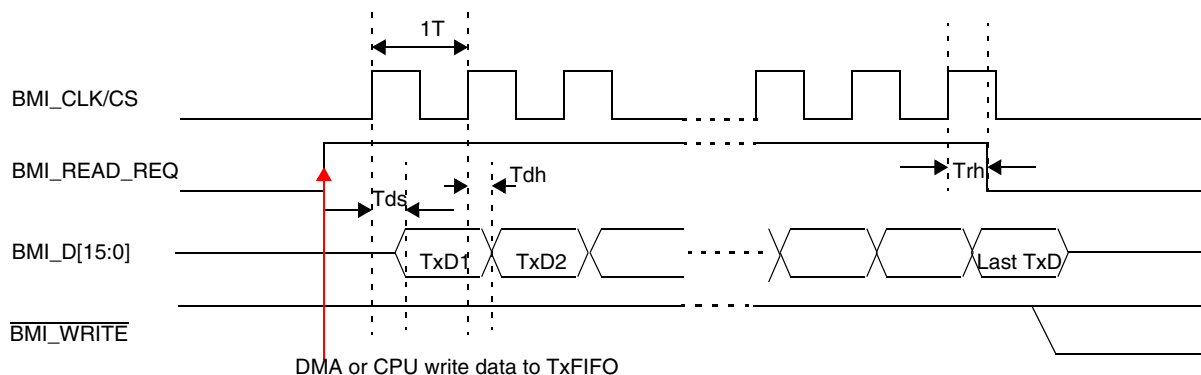 1T
BMI_CLK/CS
BMI_READ_REQ
Trh
Tdh
Tds
BMI_D[15:0]
TxD1
TxD2
Last TxD
BMI_WRITE
DMA or CPU write data to TxFIFO